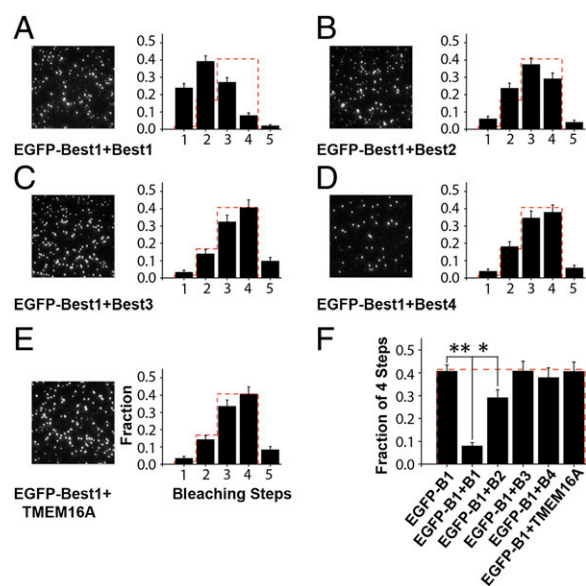 A
0.5
0.4
0.3
0.2
0.1
0.0
1 2 3 4 5
EGFP-Best1+Best1
B
0.5
0.4
0.3
0.2
0.1
0.0
1 2 3 4 5
EGFP-Best1+Best2
C
0.5
0.4
0.3
0.2
0.1
0.0
1 2 3 4 5
EGFP-Best1+Best3
D
0.5
0.4
0.3
0.2
0.1
0.0
1 2 3 4 5
EGFP-Best1+Best4
E
Fraction
0.5
0.4
0.3
0.2
0.1
0.0
1 2 3 4 5
Bleaching Steps
EGFP-Best1+
TMEM16A
F
Fraction of 4 Steps
0.5
0.4
0.3
0.2
0.1
0.0
** *
EGFP-B1
EGFP-B1+B1
EGFP-B1+B2
EGFP-B1+B3
EGFP-B1+B4
EGFP-B1+TMEM16A